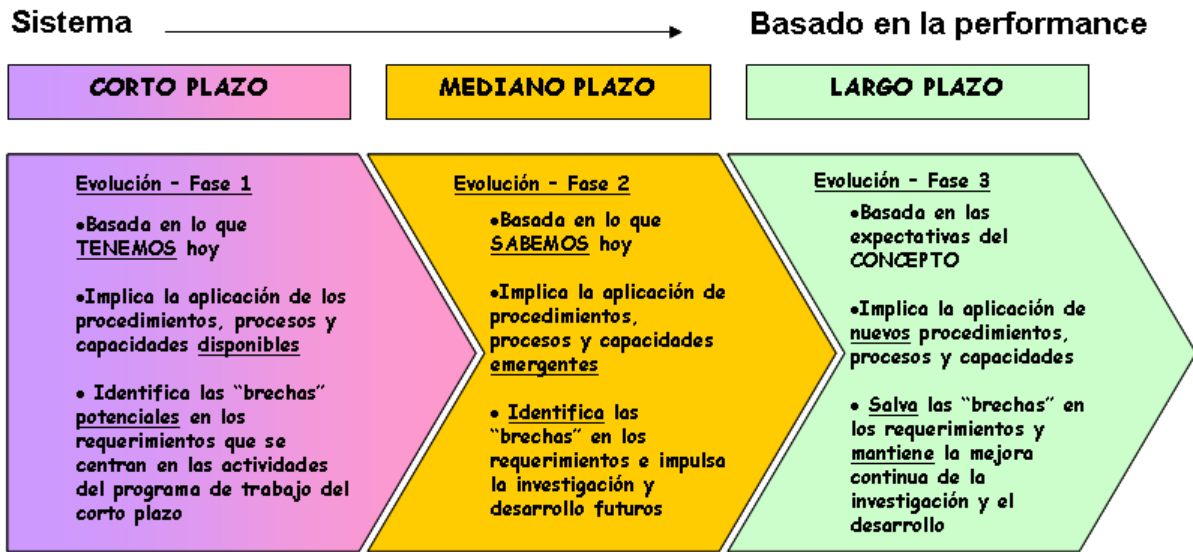 Sistema
Basado en la performance
CORTO PLAZO
MEDIANO PLAZO
LARGO PLAZO
Evolución - Fase 1
•Basada en lo que
TENEMOS hoy
•Implica la aplicación de los
procedimientos, procesos y
capacidades disponibles
• Identifica las “brechas”
potenciales en los
requerimientos que se
centran en las actividades
del programa de trabajo del
corto plazo
Evolución - Fase 2
•Basada en lo que
SABEMOS hoy
•Implica la aplicación de
procedimientos,
procesos y capacidades
emergentes
• Identifica las
“brechas” en los
requerimientos e impulsa
la investigación y
desarrollo futuros
Evolución - Fase 3
•Basada en las
expectativas del
CONCEPTO
•Implica la aplicación de
nuevos procedimientos,
procesos y capacidades
• Salva las “brechas” en
los requerimientos y
mantiene la mejora
continua de la
investigación y el
desarrollo